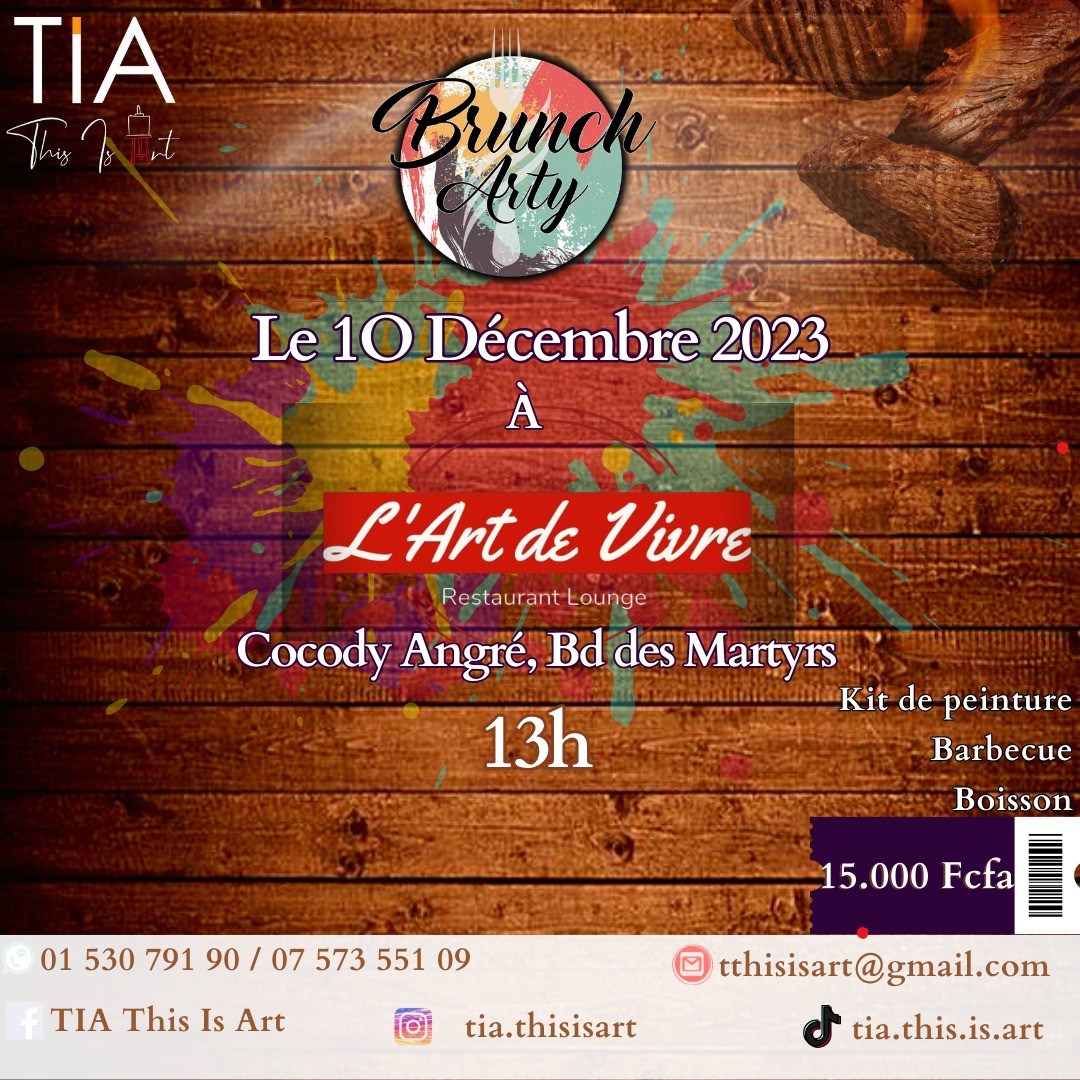 TiA
This Is Art
Brunch
Arty
Le 10 Décembre 2023
À
L'Art de Vivre
Restaurant Lounge
Cocody Angré, Bd des Martyrs
13h
Kit de peinture
Barbecue
Boisson
15.000 Fcfa
01 530 791 90 / 07 573 551 09
tthisisart@gmail.com
TIA This Is Art
tia.thisisart
tia.this.is.art